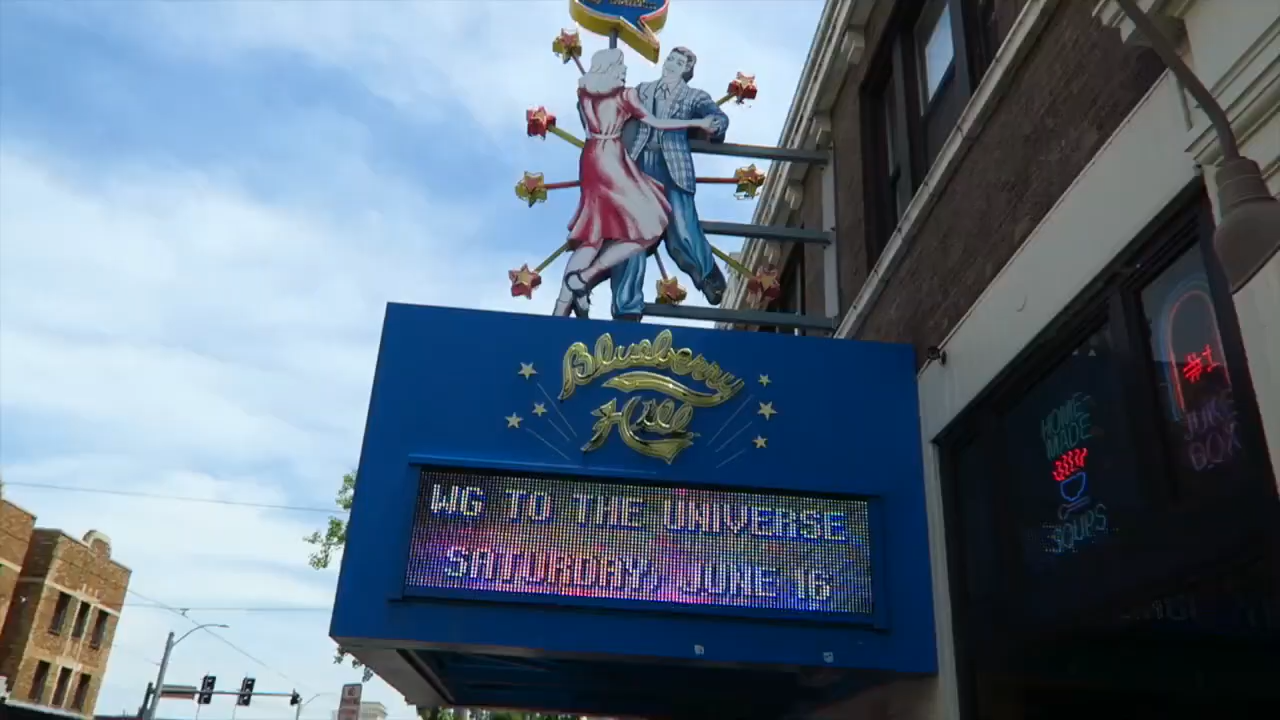 Blueberry
Hill
WG TO THE UNIVERSE
SATURDAY, JUNE 16
HOME-
MADE
SOUPS
#1
JUKE
BOX